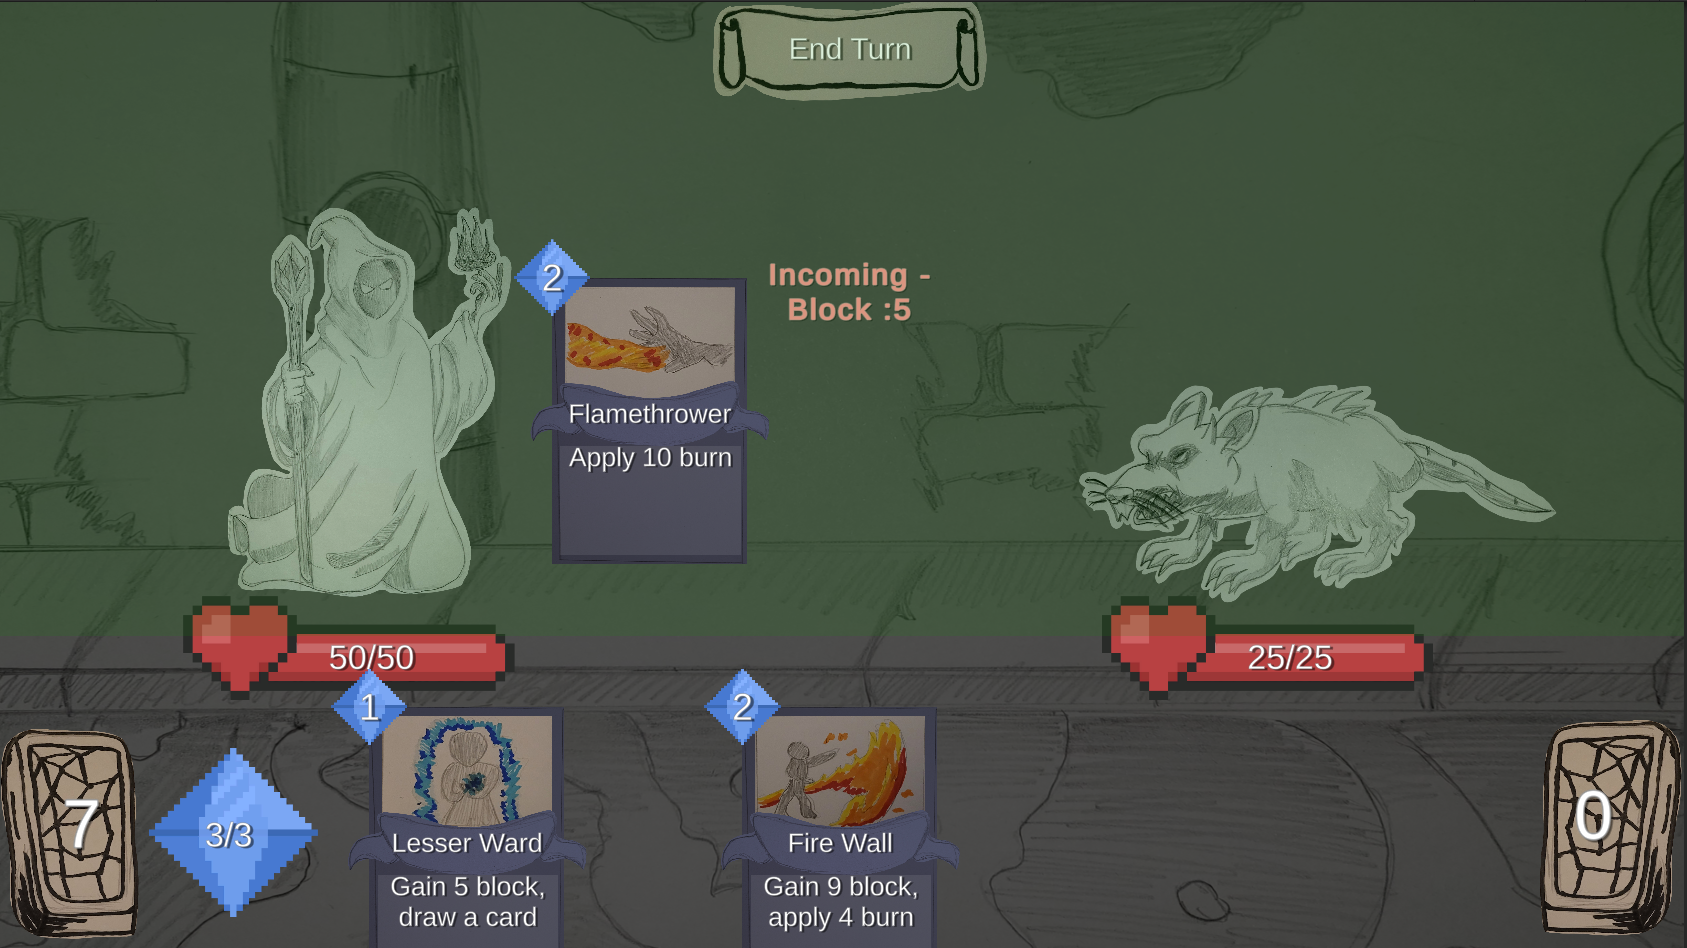 End Turn
2
Incoming -
Block :5
Flamethrower
Apply 10 burn
50/50
25/25
1
2
7
3/3
Lesser Ward
Gain 5 block,
draw a card
Fire Wall
Gain 9 block,
apply 4 burn
0